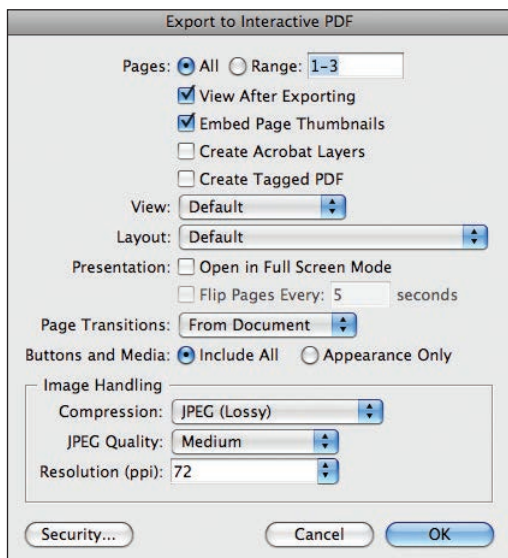 Export to Interactive PDF
Pages: All Range: 1-3
View After Exporting
Embed Page Thumbnails
Create Acrobat Layers
Create Tagged PDF
View: Default
Layout: Default
Presentation: Open in Full Screen Mode
Flip Pages Every: 5 seconds
Page Transitions: From Document
Buttons and Media: Include All Appearance Only
Image Handling
Compression: JPEG (Lossy)
JPEG Quality: Medium
Resolution (ppi): 72
Security... Cancel OK